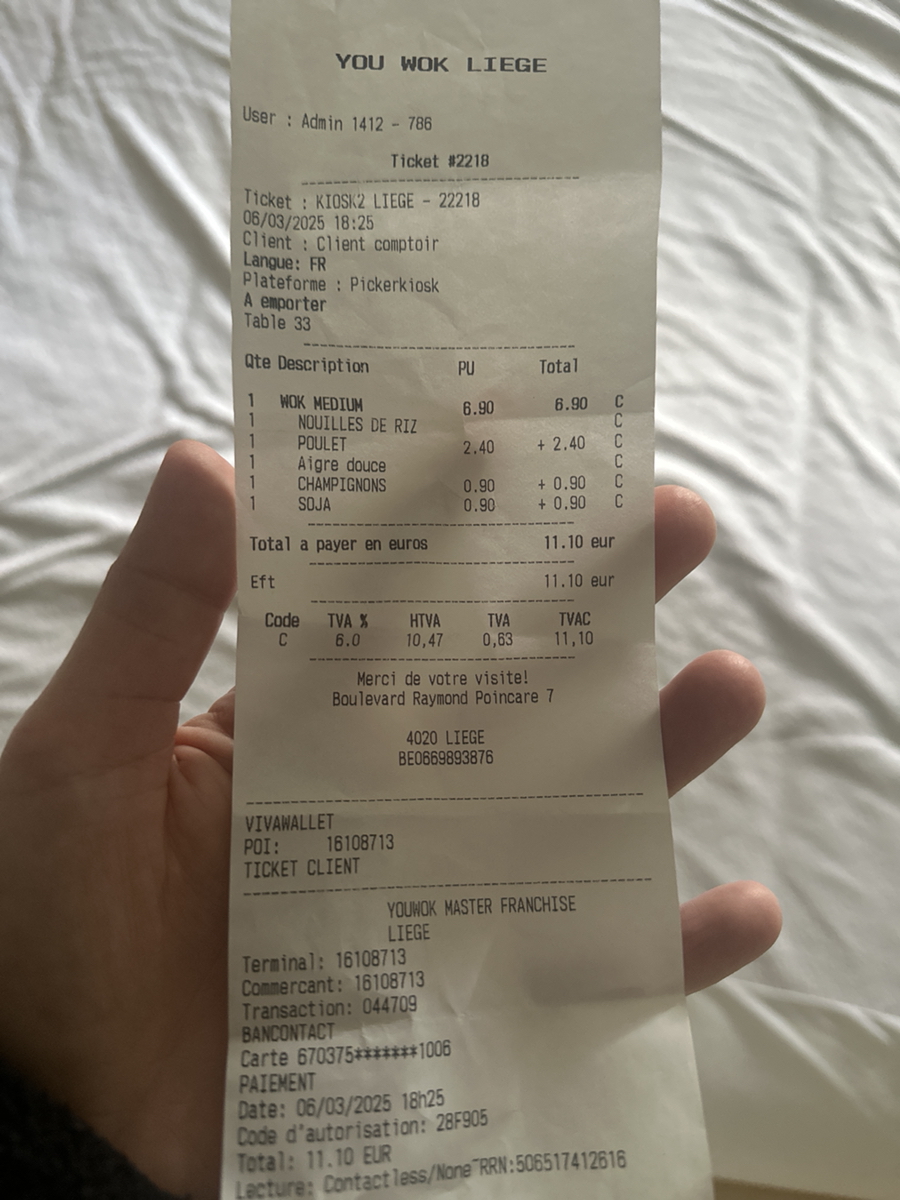 YOU WOK LIEGE
User : Admin 1412 - 786
Ticket #2218
Ticket : KIOSK2 LIEGE - 22218
06/03/2025 18:25
Client : Client comptoir
Langue: FR
Plateforme : Pickerkiosk
A emporter
Table 33
Qte Description PU Total
1 WOK MEDIUM 6.90 6.90 C
1 NOUILLES DE RIZ C
1 POULET 2.40 + 2.40 C
1 Aigre douce C
1 CHAMPIGNONS 0.90 + 0.90 C
1 SOJA 0.90 + 0.90 C
Total a payer en euros 11.10 eur
Eft 11.10 eur
Code TVA % HTVA TVA TVAC
C 6.0 10,47 0,63 11,10
Merci de votre visite!
Boulevard Raymond Poincare 7
4020 LIEGE
BE0669893876
VIVAWALLET
POI: 16108713
TICKET CLIENT
YOUWOK MASTER FRANCHISE
LIEGE
Terminal: 16108713
Commercant: 16108713
Transaction: 044709
BANCONTACT
Carte 670375*******1006
PAIEMENT
Date: 06/03/2025 18h25
Code d'autorisation: 28F905
Total: 11.10 EUR
Lecture: Contactless/None~RRN:506517412616